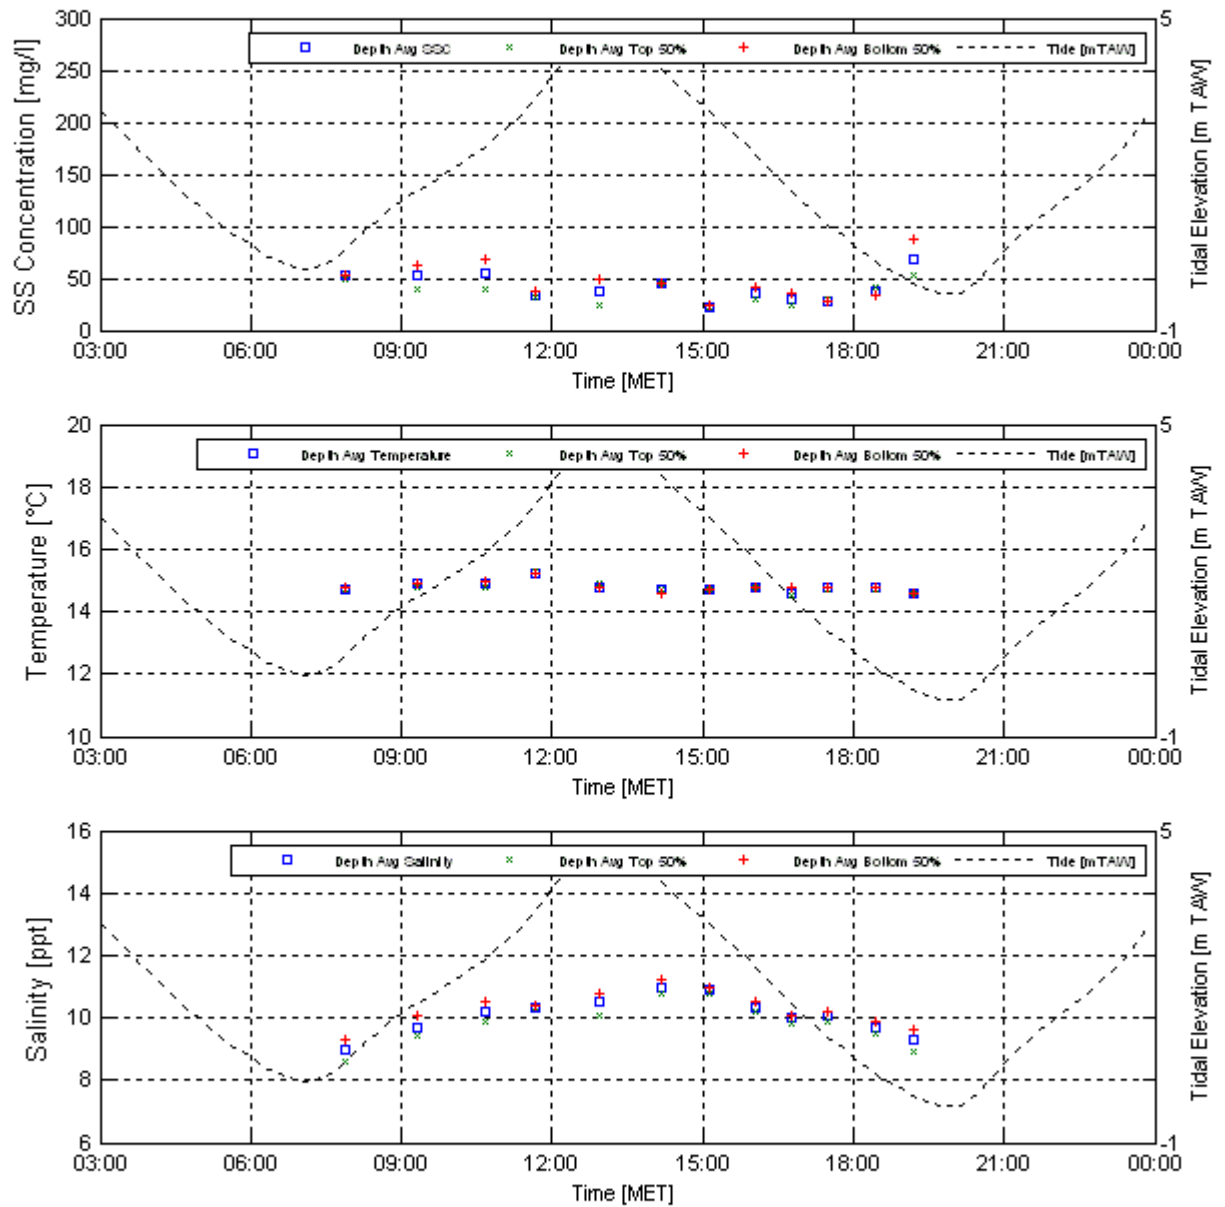 300 5
Depth Avg SSC Depth Avg Top 50% Depth Avg Bottom 50% Tide [mTAW]
250
200
150
100
50
0 -1
SS Concentration [mg/l]
Tidal Elevation [m TAW]
03:00 06:00 09:00 12:00 15:00 18:00 21:00 00:00
Time [MET]
20 5
Depth Avg Temperature Depth Avg Top 50% Depth Avg Bottom 50% Tide [mTAW]
18
16
14
12
10 -1
Temperature [°C]
Tidal Elevation [m TAW]
03:00 06:00 09:00 12:00 15:00 18:00 21:00 00:00
Time [MET]
16 5
Depth Avg Salinity Depth Avg Top 50% Depth Avg Bottom 50% Tide [mTAW]
14
12
10
8
6 -1
Salinity [ppt]
Tidal Elevation [m TAW]
03:00 06:00 09:00 12:00 15:00 18:00 21:00 00:00
Time [MET]